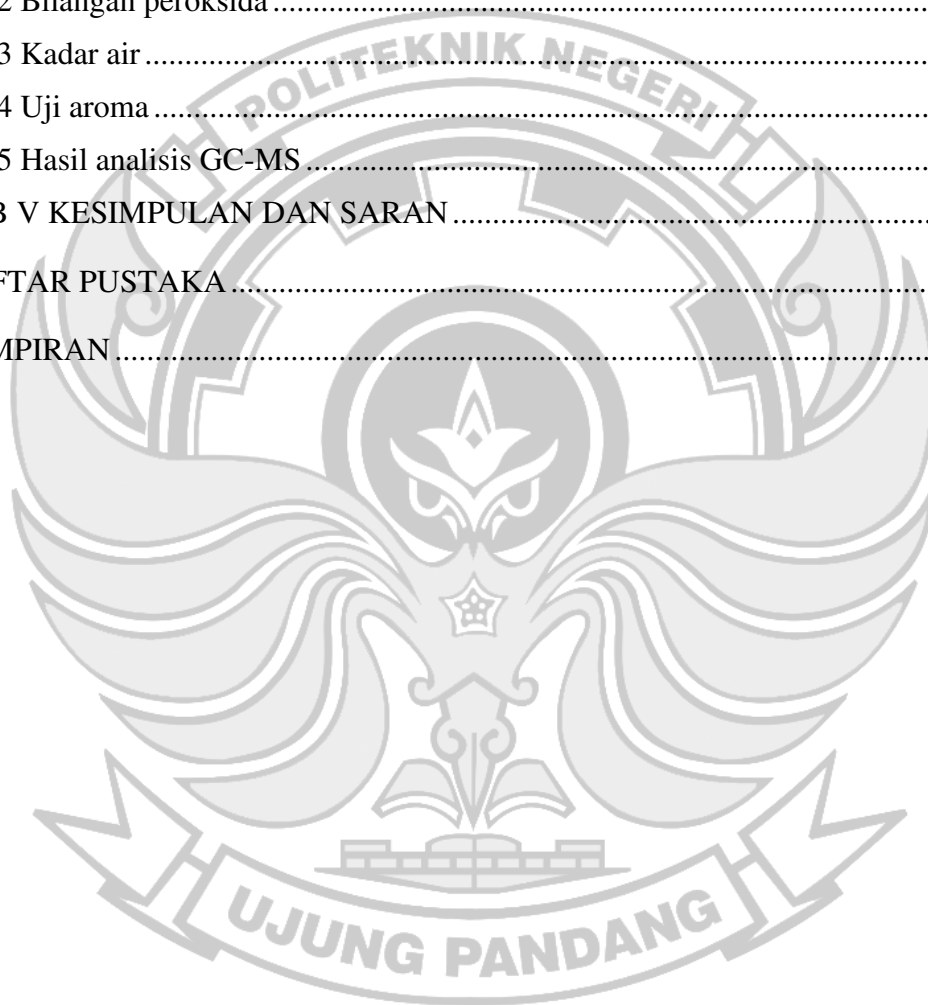 2 Bilangan peroksida ................................................................................
3 Kadar air ................................................................................
4 Uji aroma ................................................................................
5 Hasil analisis GC-MS ................................................................................
B V KESIMPULAN DAN SARAN ................................................................................
FTAR PUSTAKA ................................................................................
MPIRAN ................................................................................
POLITEKNIK NEGERI
UJUNG PANDANG